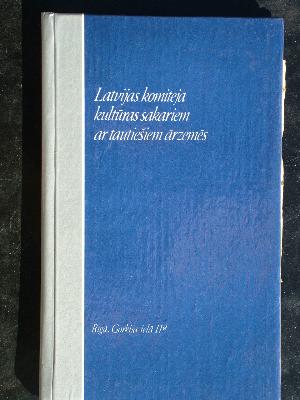 Latvijas komiteja
kultūras sakariem
ar tautiešiem ārzemēs
Rīgā, Gorkija ielā 11ª